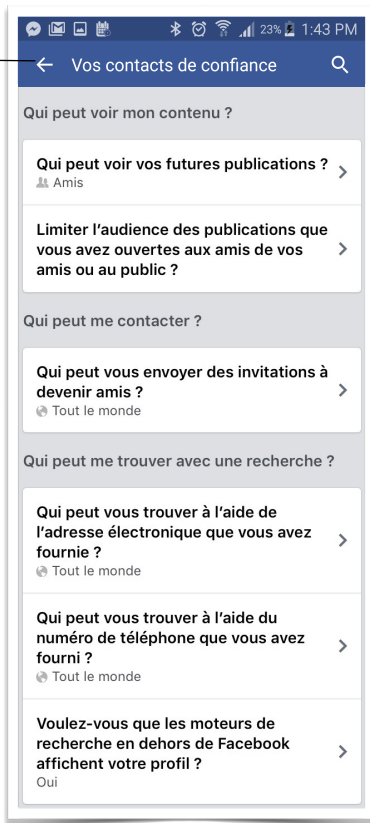 23% 1:43 PM
Vos contacts de confiance
Qui peut voir mon contenu ?
Qui peut voir vos futures publications ?
Amis
Limiter l'audience des publications que
vous avez ouvertes aux amis de vos
amis ou au public ?
Qui peut me contacter ?
Qui peut vous envoyer des invitations à
devenir amis ?
Tout le monde
Qui peut me trouver avec une recherche ?
Qui peut vous trouver à l'aide de
l'adresse électronique que vous avez
fournie ?
Tout le monde
Qui peut vous trouver à l'aide du
numéro de téléphone que vous avez
fourni ?
Tout le monde
Voulez-vous que les moteurs de
recherche en dehors de Facebook
affichent votre profil ?
Oui